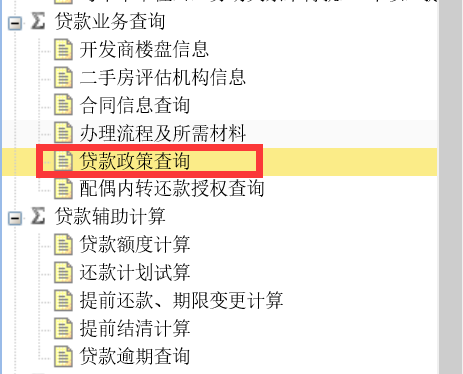 贷款业务查询
开发商楼盘信息
二手房评估机构信息
合同信息查询
办理流程及所需材料
贷款政策查询
配偶内转还款授权查询
贷款辅助计算
贷款额度计算
还款计划试算
提前还款、期限变更计算
提前结清计算
贷款逾期查询